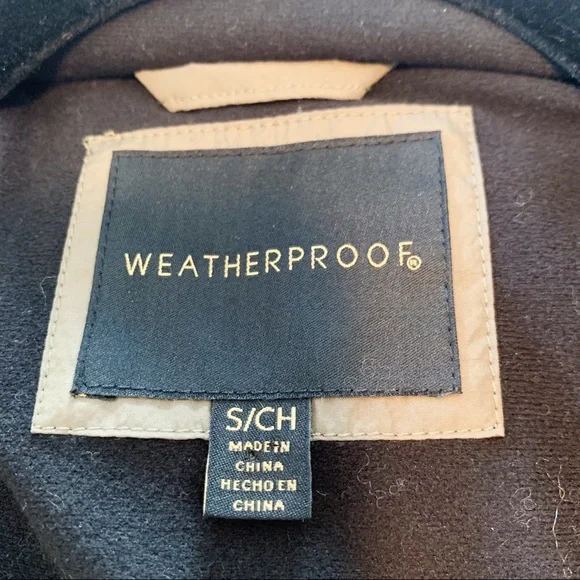 WEATHERPROOF®
S/CH
MADE IN
CHINA
HECHO EN
CHINA